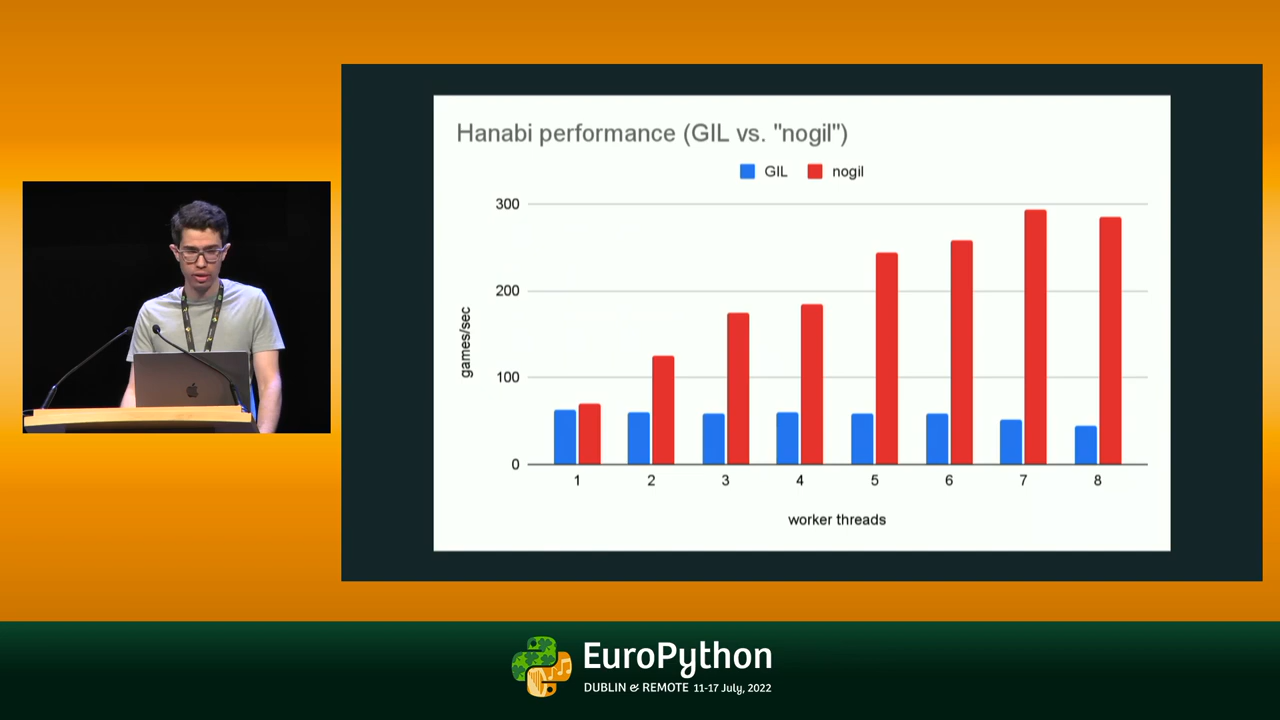 Hanabi performance (GIL vs. "nogil")
GIL nogil
300
200
100
0
games/sec
1 2 3 4 5 6 7 8
worker threads
EuroPython
DUBLIN & REMOTE 11-17 July, 2022